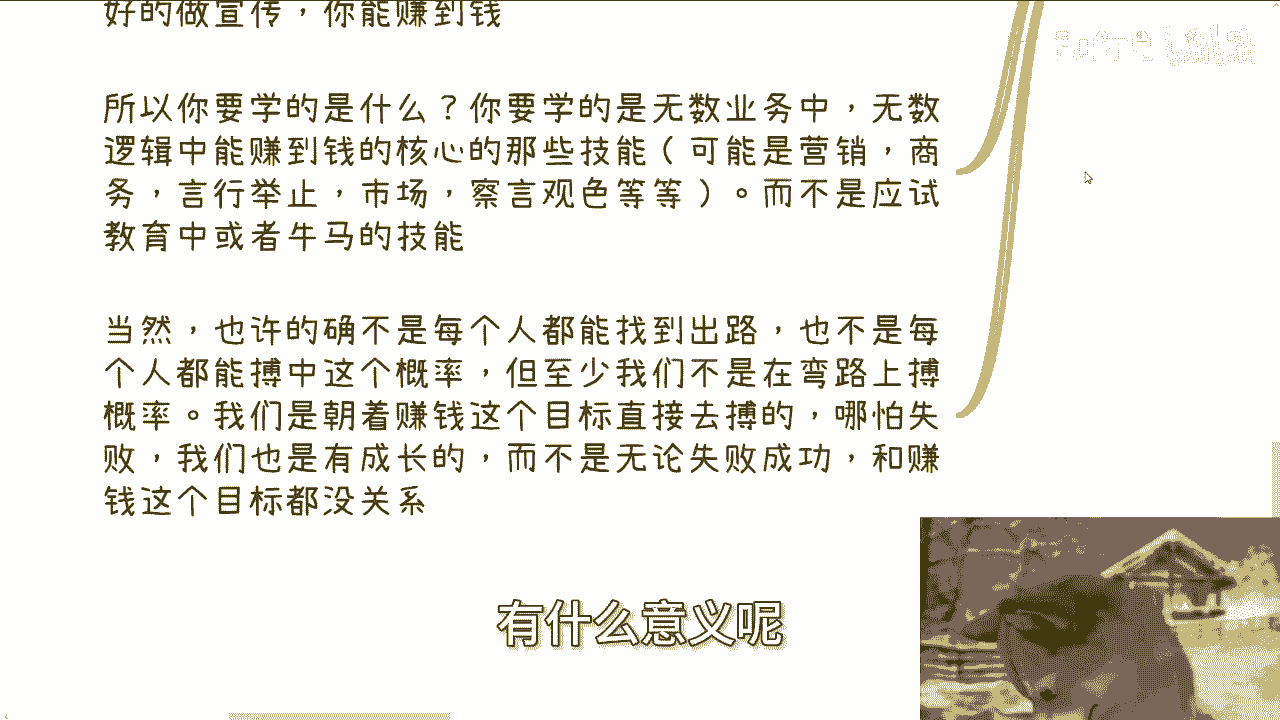 好的做宣传，你能赚到钱
所以你要学的是什么？你要学的是无数业务中，无数
逻辑中能赚到钱的核心的那些技能（可能是营销，商
务，言行举止，市场，察言观色等等）。而不是应试
教育中或者牛马的技能
当然，也许的确不是每个人都能找到出路，也不是每
个人都能搏中这个概率，但至少我们不是在弯路上搏
概率。我们是朝着赚钱这个目标直接去搏的，哪怕失
败，我们也是有成长的，而不是无论失败成功，和赚
钱这个目标都没关系
有什么意义呢